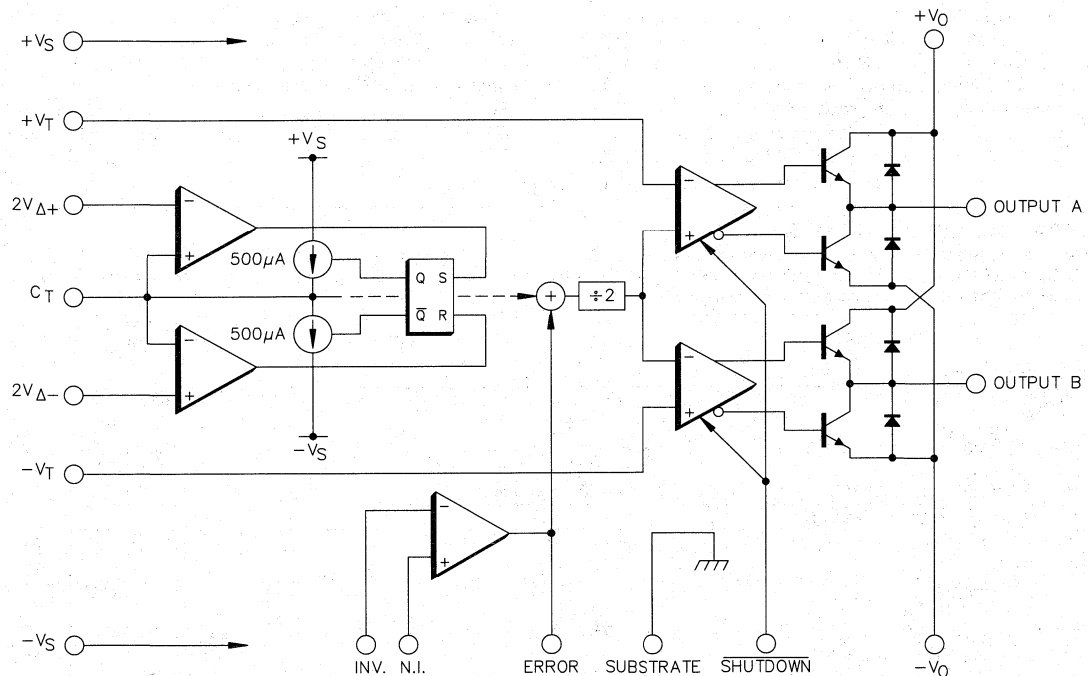 +VS
+VO
+VT
+VS
2VΔ+
− + − +
OUTPUT A
500μA
Q S
CT
+ ÷2
500μA
Q̅ R
− + − +
OUTPUT B
2VΔ−
−VS
−VT
− +
−VS
INV. N.I. ERROR SUBSTRATE S̅H̅U̅T̅D̅O̅W̅N̅ −VO